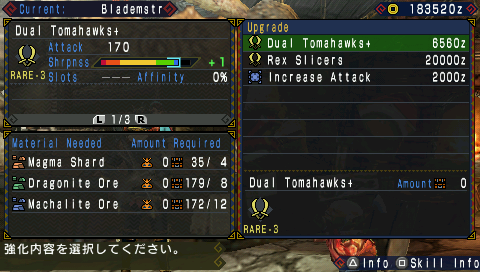 Current: Blademstr
183520z
Dual Tomahawks+
Attack 170
Shrpnss +1
RARE-3
Slots --- Affinity 0%
L 1/3 R
Material Needed Amount Required
Magma Shard 0 35/ 4
Dragonite Ore 0 179/ 8
Machalite Ore 0 172/12
Upgrade
Dual Tomahawks+ 6560z
Rex Slicers 20000z
Increase Attack 2000z
Dual Tomahawks+ Amount 0
RARE-3
強化内容を選択してください。
Info Skill Info